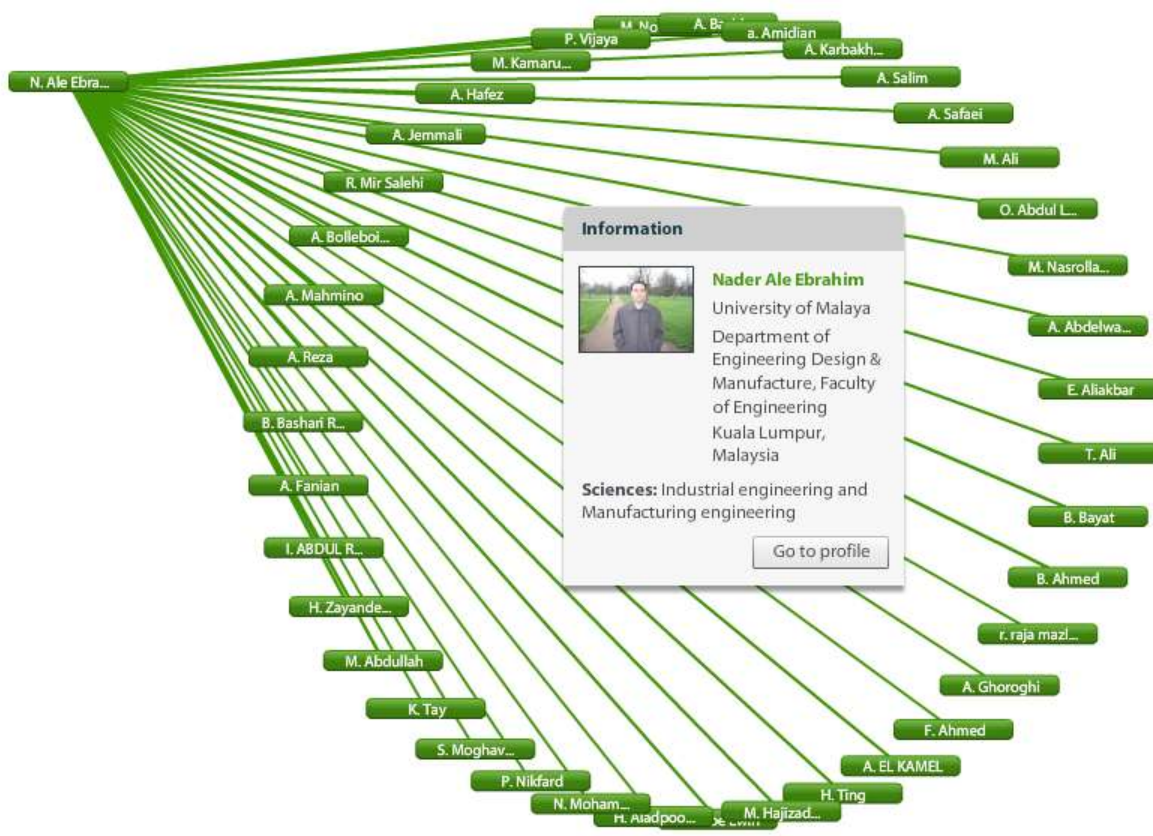 M. No
A. Ba
P. Vijaya
a. Amidian
A. Karbakh...
M. Kamaru...
A. Salim
N. Ale Ebra...
A. Hafez
A. Safaei
A. Jemmali
M. Ali
R. Mir Salehi
O. Abdul L...
A. Bolleboi...
M. Nasrolla...
A. Mahmino
A. Abdelwa...
A. Reza
E. Aliakbar
B. Bashari R...
T. Ali
A. Fanian
B. Bayat
I. ABDUL R...
B. Ahmed
H. Zayande...
r. raja mazl...
M. Abdullah
A. Ghoroghi
K. Tay
F. Ahmed
S. Moghav...
A. EL KAMEL
P. Nikfard
H. Ting
N. Moham...
M. Hajizad...
H. Aladpoo...
Information
Nader Ale Ebrahim
University of Malaya
Department of
Engineering Design &
Manufacture, Faculty
of Engineering
Kuala Lumpur,
Malaysia
Sciences: Industrial engineering and
Manufacturing engineering
Go to profile